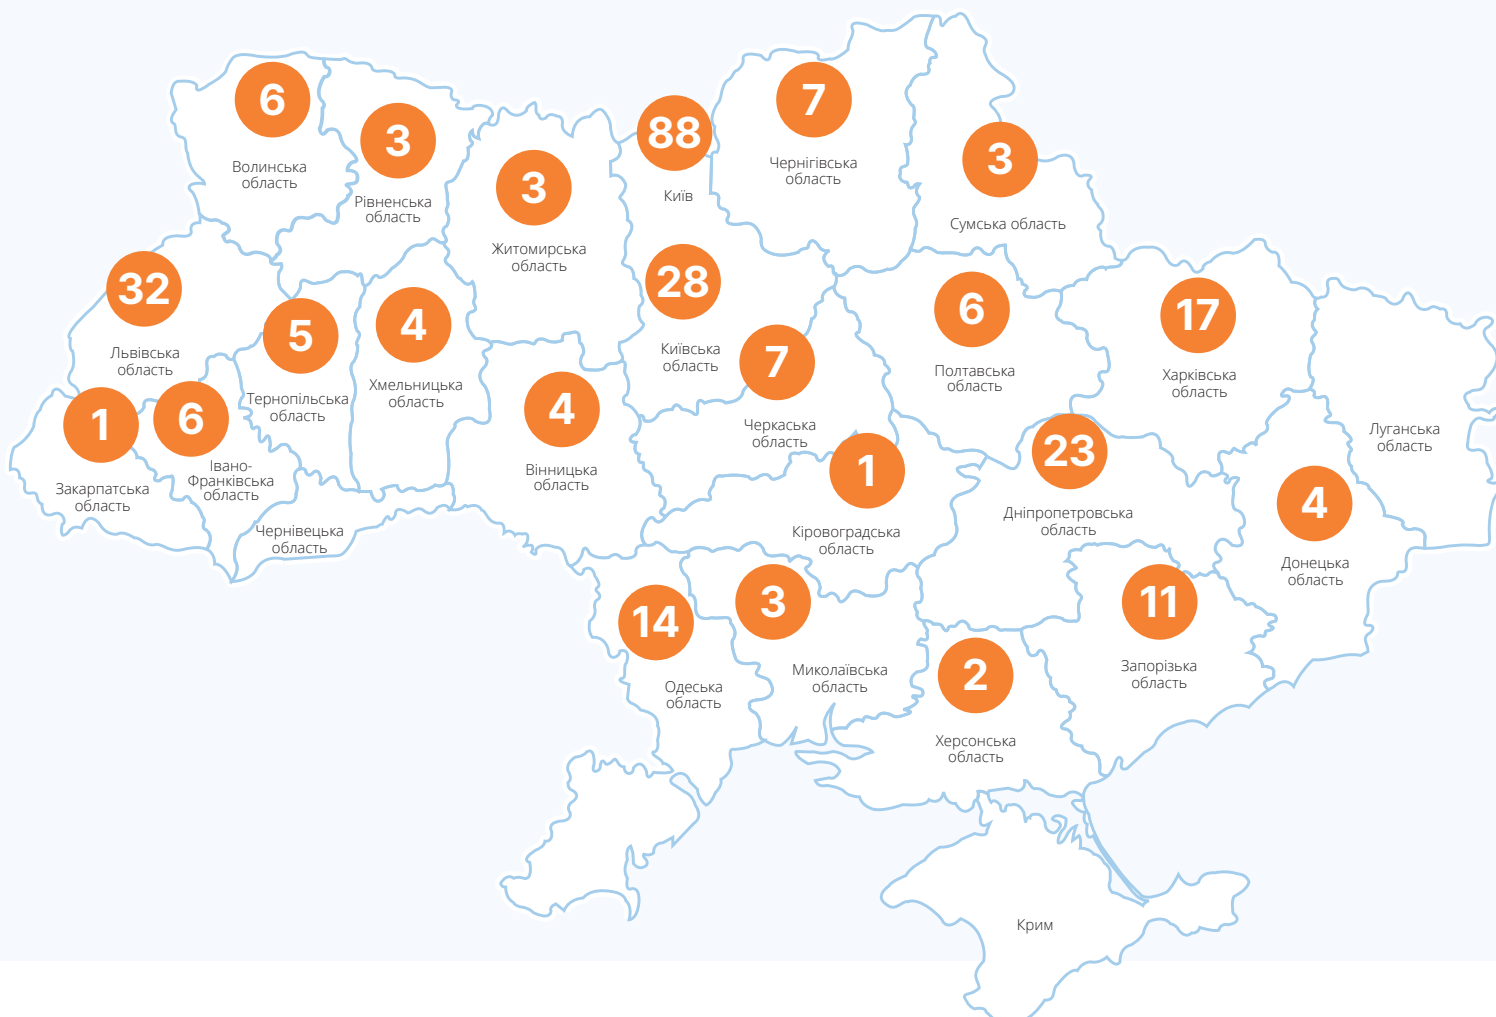 6
Волинська
область
3
Рівненська
область
3
Житомирська
область
88
Київ
7
Чернігівська
область
3
Сумська область
32
Львівська
область
5
Тернопільська
область
4
Хмельницька
область
28
Київська
область
7
Черкаська
область
6
Полтавська
область
17
Харківська
область
Луганська
область
1
Закарпатська
область
6
Івано-
Франківська
область
Чернівецька
область
4
Вінницька
область
1
Кіровоградська
область
23
Дніпропетровська
область
4
Донецька
область
14
Одеська
область
3
Миколаївська
область
2
Херсонська
область
11
Запорізька
область
Крим